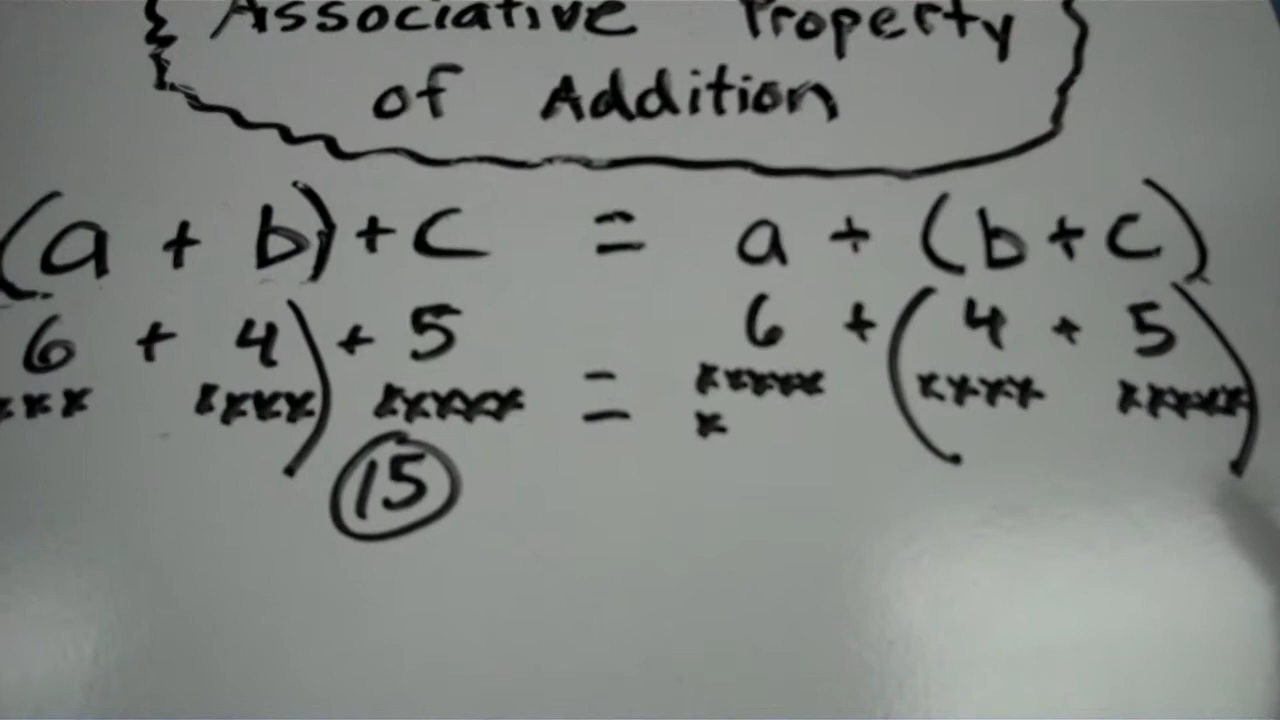 Associative Property
of Addition
(a + b) + c = a + (b + c)
6 + 4) + 5 = 6 + (4 + 5)
15